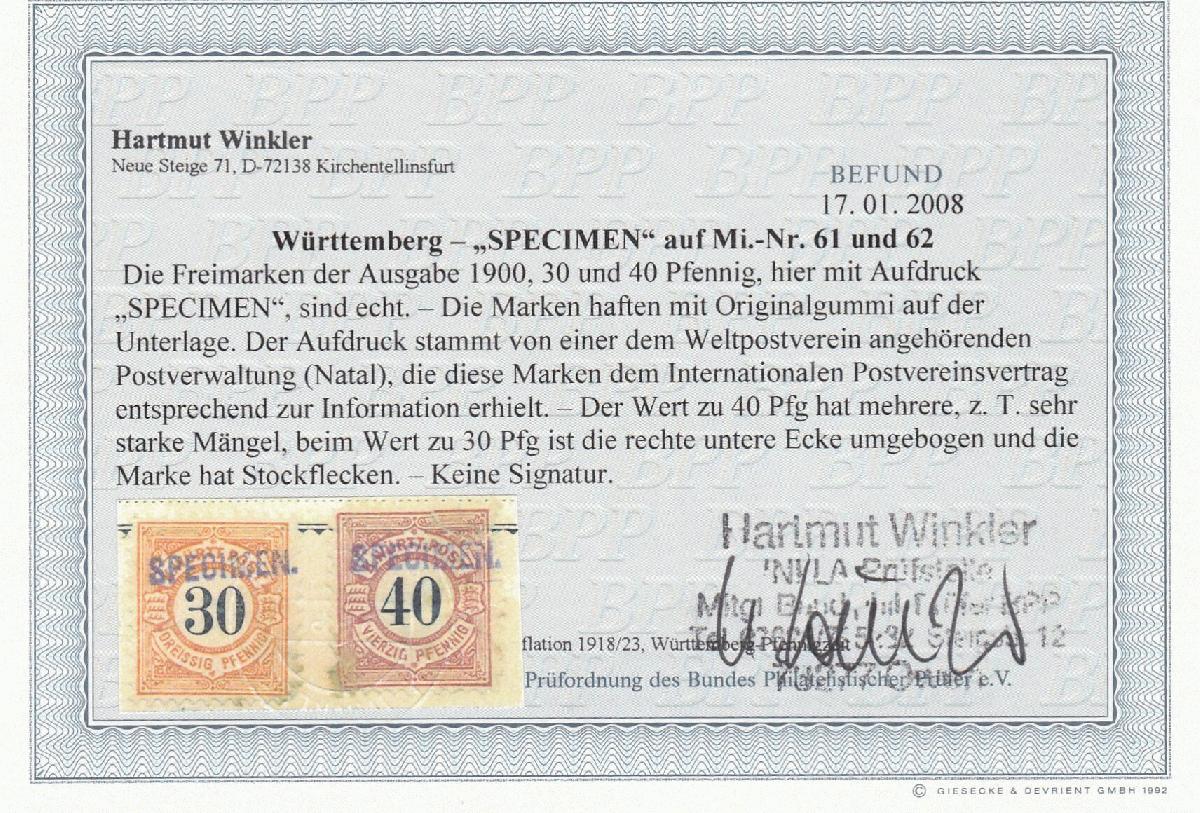 Hartmut Winkler
Neue Steige 71, D-72138 Kirchentellinsfurt
BEFUND
17. 01. 2008
Württemberg – „SPECIMEN“ auf Mi.-Nr. 61 und 62
Die Freimarken der Ausgabe 1900, 30 und 40 Pfennig, hier mit Aufdruck
„SPECIMEN“, sind echt. – Die Marken haften mit Originalgummi auf der
Unterlage. Der Aufdruck stammt von einer dem Weltpostverein angehörenden
Postverwaltung (Natal), die diese Marken dem Internationalen Postvereinsvertrag
entsprechend zur Information erhielt. – Der Wert zu 40 Pfg hat mehrere, z. T. sehr
starke Mängel, beim Wert zu 30 Pfg ist die rechte untere Ecke umgebogen und die
Marke hat Stockflecken. – Keine Signatur.
SPECIMEN.
30
DREISSIG PFENNIG
SPECIMEN.
40
VIERZIG PFENNIG
Hartmut Winkler
flation 1918/23, Württemberg-Pfennigzeit
Prüfordnung des Bundes Philatelistischer Prüfer e.V.
© GIESECKE & DEVRIENT GMBH 1992